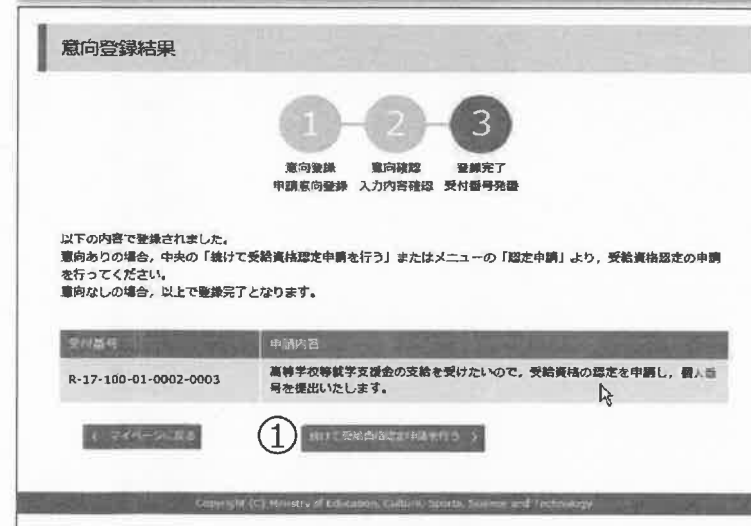 意向登録結果
1 2 3
意向登録 意向確認 登録完了
申請意向登録 入力内容確認 受付番号発番
以下の内容で登録されました。
意向ありの場合，中央の「続けて受給資格認定申請を行う」またはメニューの「認定申請」より，受給資格認定の申請
を行ってください。
意向なしの場合，以上で登録完了となります。
受付番号 申請内容
R-17-100-01-0002-0003 高等学校等就学支援金の支給を受けたいので，受給資格の認定を申請し，個人番
号を提出いたします。
マイページに戻る ① 続けて受給資格認定申請を行う
Copyright (C) Ministry of Education, Culture, Sports, Science and Technology